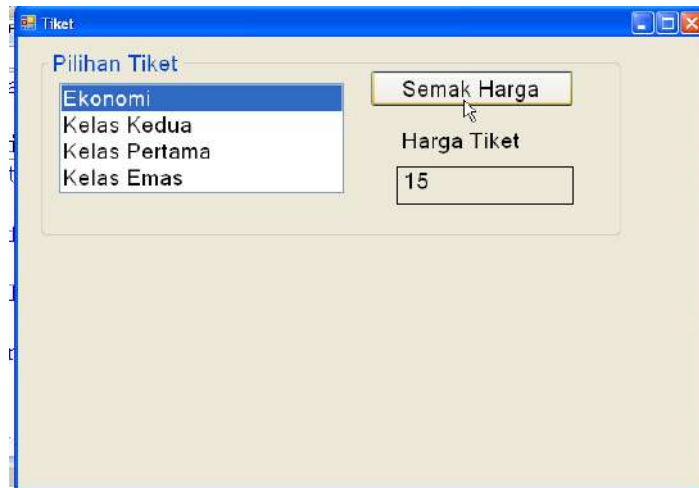 Tiket
Pilihan Tiket
Ekonomi
Kelas Kedua
Kelas Pertama
Kelas Emas
Semak Harga
Harga Tiket
15